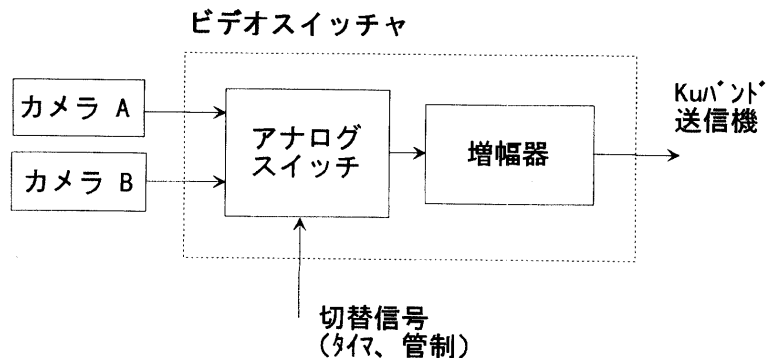 ビデオスイッチャ
カメラ A
カメラ B
アナログ
スイッチ
増幅器
Kuﾊﾞﾝﾄﾞ
送信機
切替信号
(ﾀｲﾏ、管制)